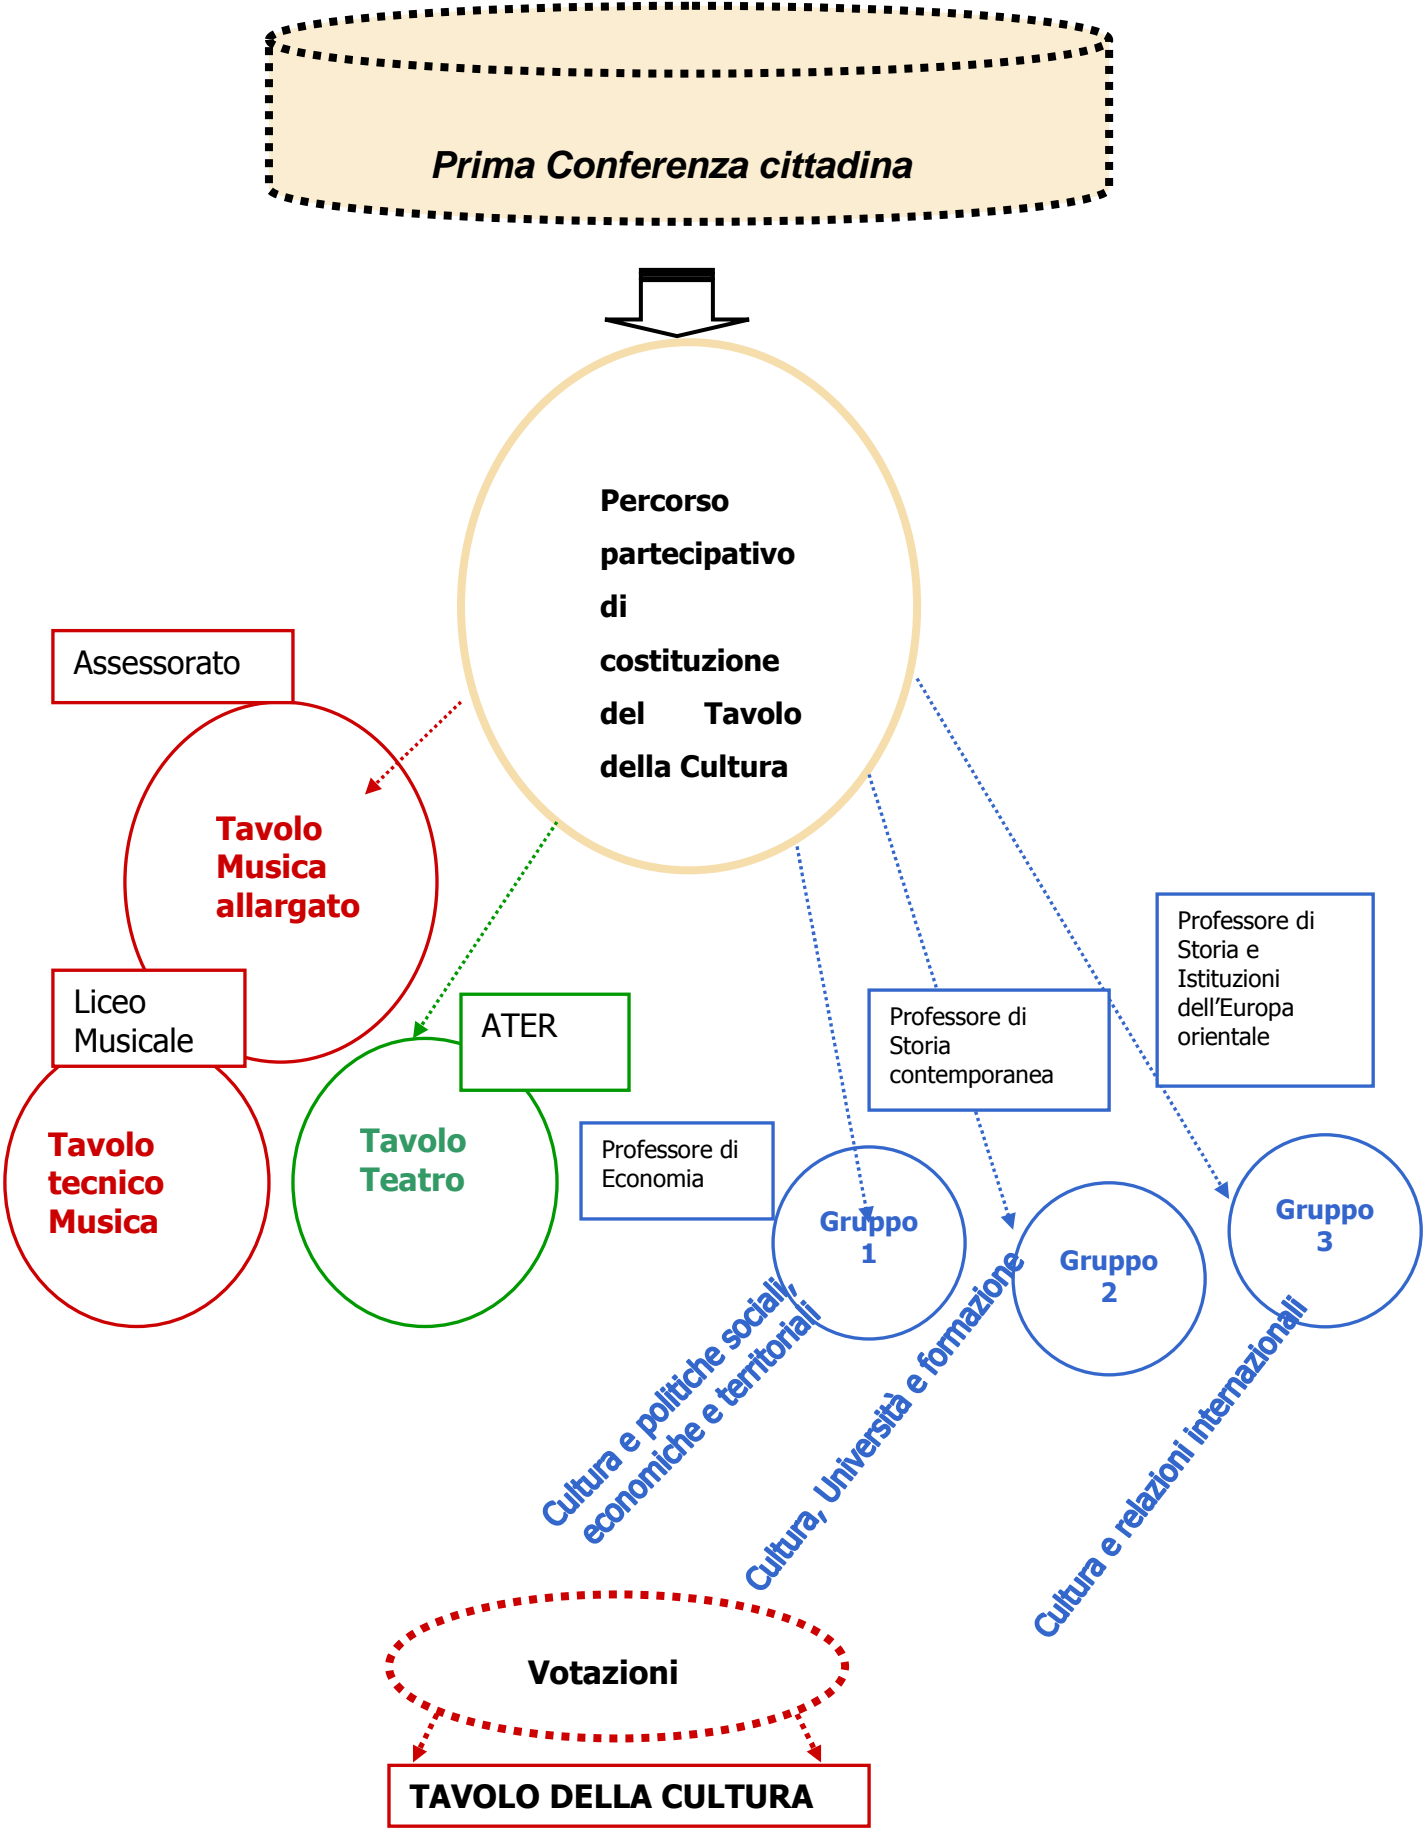 Prima Conferenza cittadina
Percorso
partecipativo
di
costituzione
del Tavolo
della Cultura
Assessorato
Tavolo
Musica
allargato
Liceo
Musicale
Tavolo
tecnico
Musica
ATER
Tavolo
Teatro
Professore di
Economia
Gruppo
1
Cultura e politiche sociali,
economiche e territoriali
Professore di
Storia
contemporanea
Gruppo
2
Cultura, Università e formazione
Professore di
Storia e
Istituzioni
dell’Europa
orientale
Gruppo
3
Cultura e relazioni internazionali
Votazioni
TAVOLO DELLA CULTURA